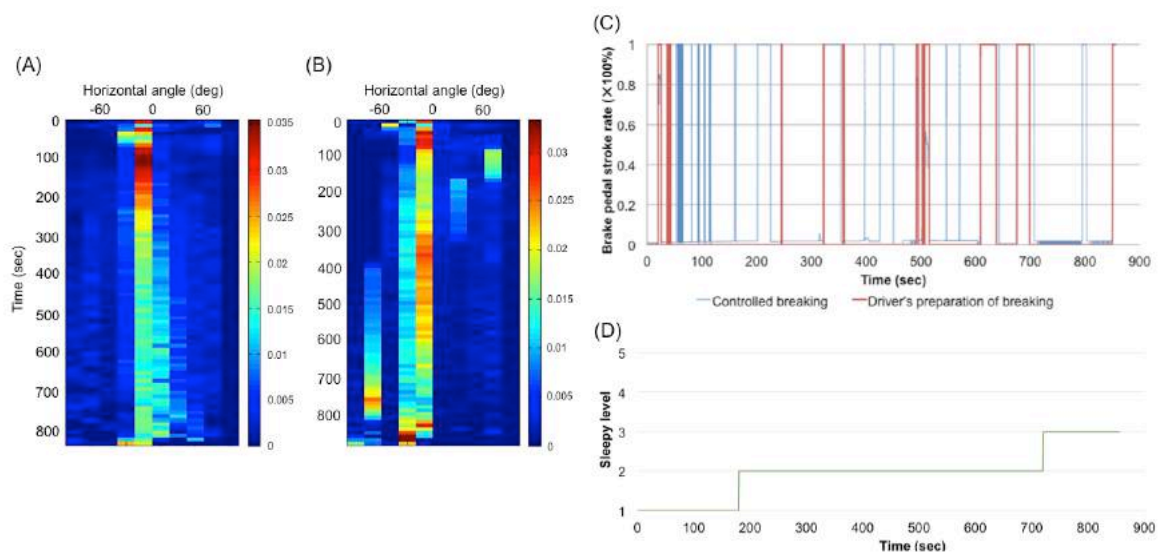 (A)
Horizontal angle (deg)
-60 0 60
Time (sec)
0
100
200
300
400
500
600
700
800
0.035
0.03
0.025
0.02
0.015
0.01
0.005
0
(B)
Horizontal angle (deg)
-60 0 60
0
100
200
300
400
500
600
700
800
0.03
0.025
0.02
0.015
0.01
0.005
0
(C)
Brake pedal stroke rate (×100%)
1
0.8
0.6
0.4
0.2
0
0 100 200 300 400 500 600 700 800 900
Time (sec)
Controlled breaking Driver's preparation of breaking
(D)
Sleepy level
5
4
3
2
1
0 100 200 300 400 500 600 700 800 900
Time (sec)